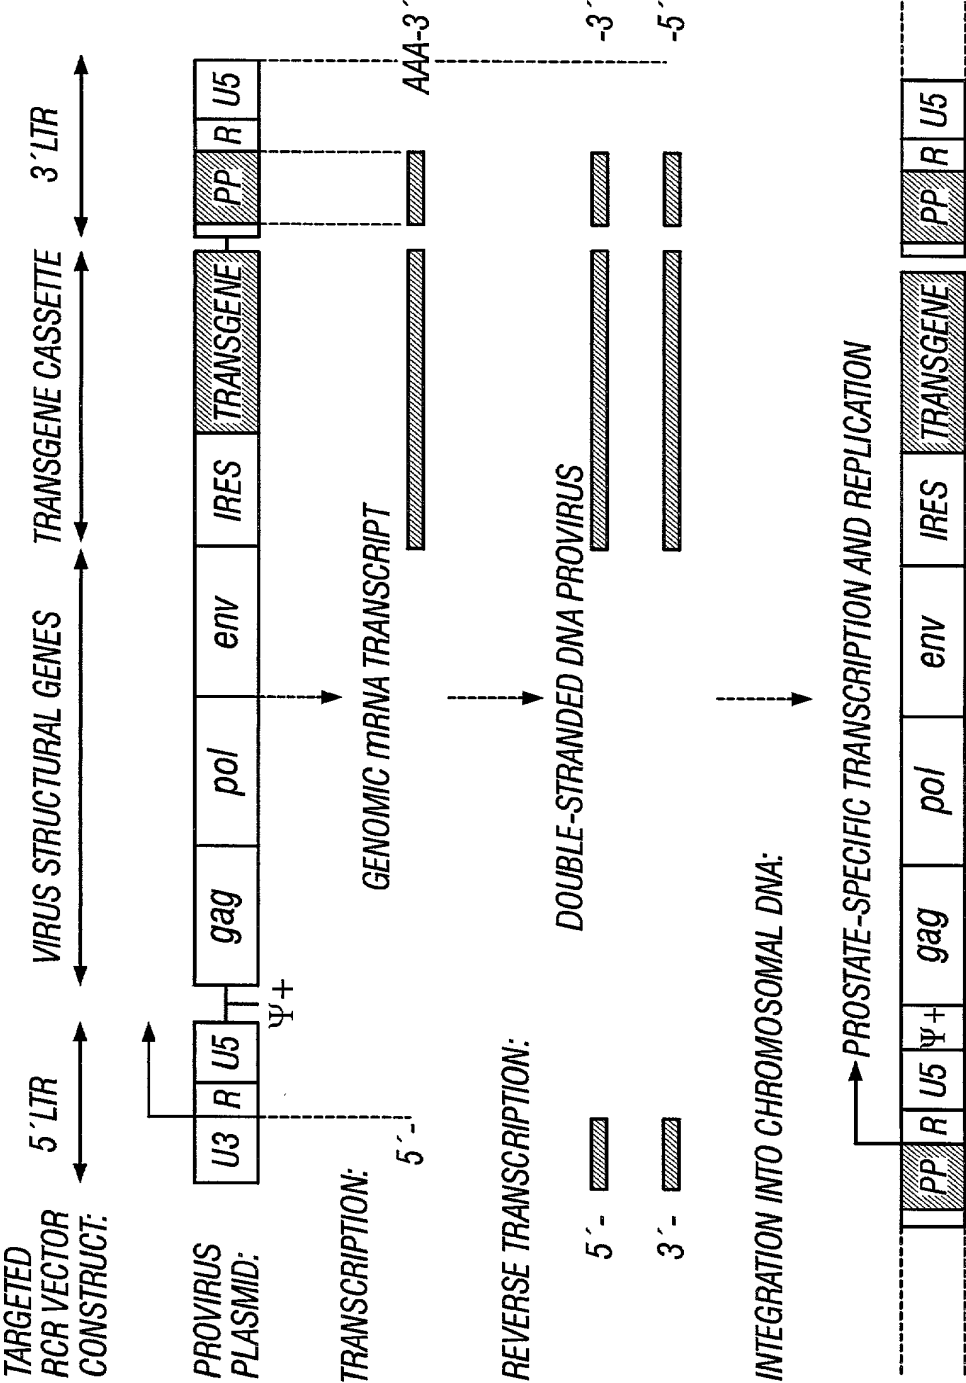 TARGETED
RCR VECTOR
CONSTRUCT:
5´LTR
VIRUS STRUCTURAL GENES
TRANSGENE CASSETTE
3´LTR
PROVIRUS
PLASMID:
U3 R U5 Ψ+ gag pol env IRES TRANSGENE PP R U5
TRANSCRIPTION:
GENOMIC mRNA TRANSCRIPT
5´- AAA-3´
REVERSE TRANSCRIPTION:
DOUBLE-STRANDED DNA PROVIRUS
5´- -3´
3´- -5´
INTEGRATION INTO CHROMOSOMAL DNA:
PROSTATE-SPECIFIC TRANSCRIPTION AND REPLICATION
PP R U5 Ψ+ gag pol env IRES TRANSGENE PP R U5